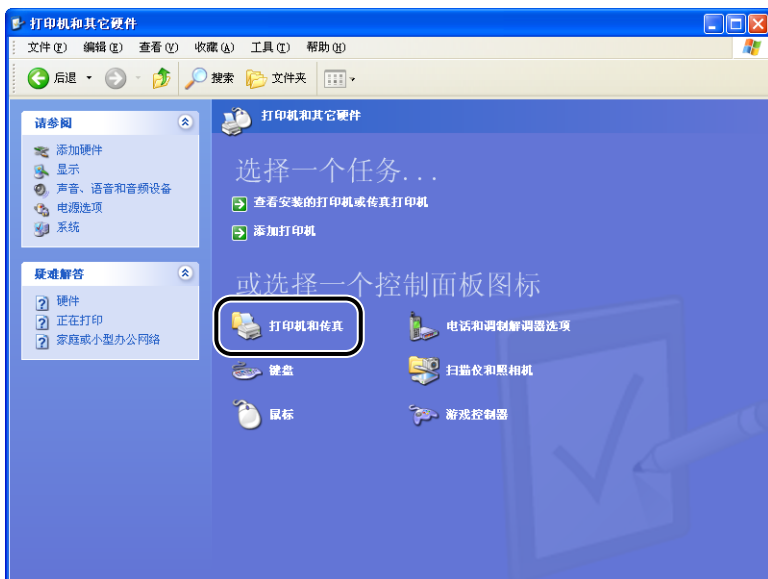 打印机和其它硬件
文件(F) 编辑(E) 查看(V) 收藏(A) 工具(T) 帮助(H)
后退 搜索 文件夹
请参阅
添加硬件
显示
声音、语音和音频设备
电源选项
系统
疑难解答
硬件
正在打印
家庭或小型办公网络
打印机和其它硬件
选择一个任务...
查看安装的打印机或传真打印机
添加打印机
或选择一个控制面板图标
打印机和传真 电话和调制解调器选项
键盘 扫描仪和照相机
鼠标 游戏控制器